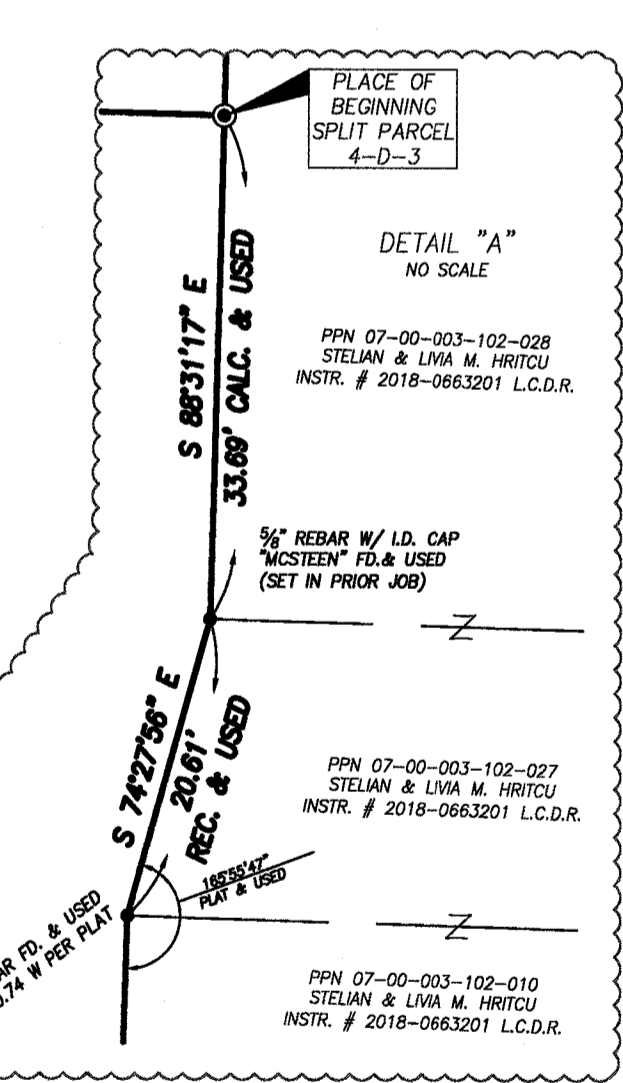 PLACE OF
BEGINNING
SPLIT PARCEL
4-D-3
DETAIL "A"
NO SCALE
S 88°31'17" E
33.69' CALC. & USED
PPN 07-00-003-102-028
STELIAN & LIVIA M. HRITCU
INSTR. # 2018-0663201 L.C.D.R.
5/8" REBAR W/ I.D. CAP
"MCSTEEN" FD.& USED
(SET IN PRIOR JOB)
S 74°27'56" E
20.61'
REC. & USED
PPN 07-00-003-102-027
STELIAN & LIVIA M. HRITCU
INSTR. # 2018-0663201 L.C.D.R.
165°55'47"
PLAT & USED
FD. & USED
W PER PLAT
PPN 07-00-003-102-010
STELIAN & LIVIA M. HRITCU
INSTR. # 2018-0663201 L.C.D.R.